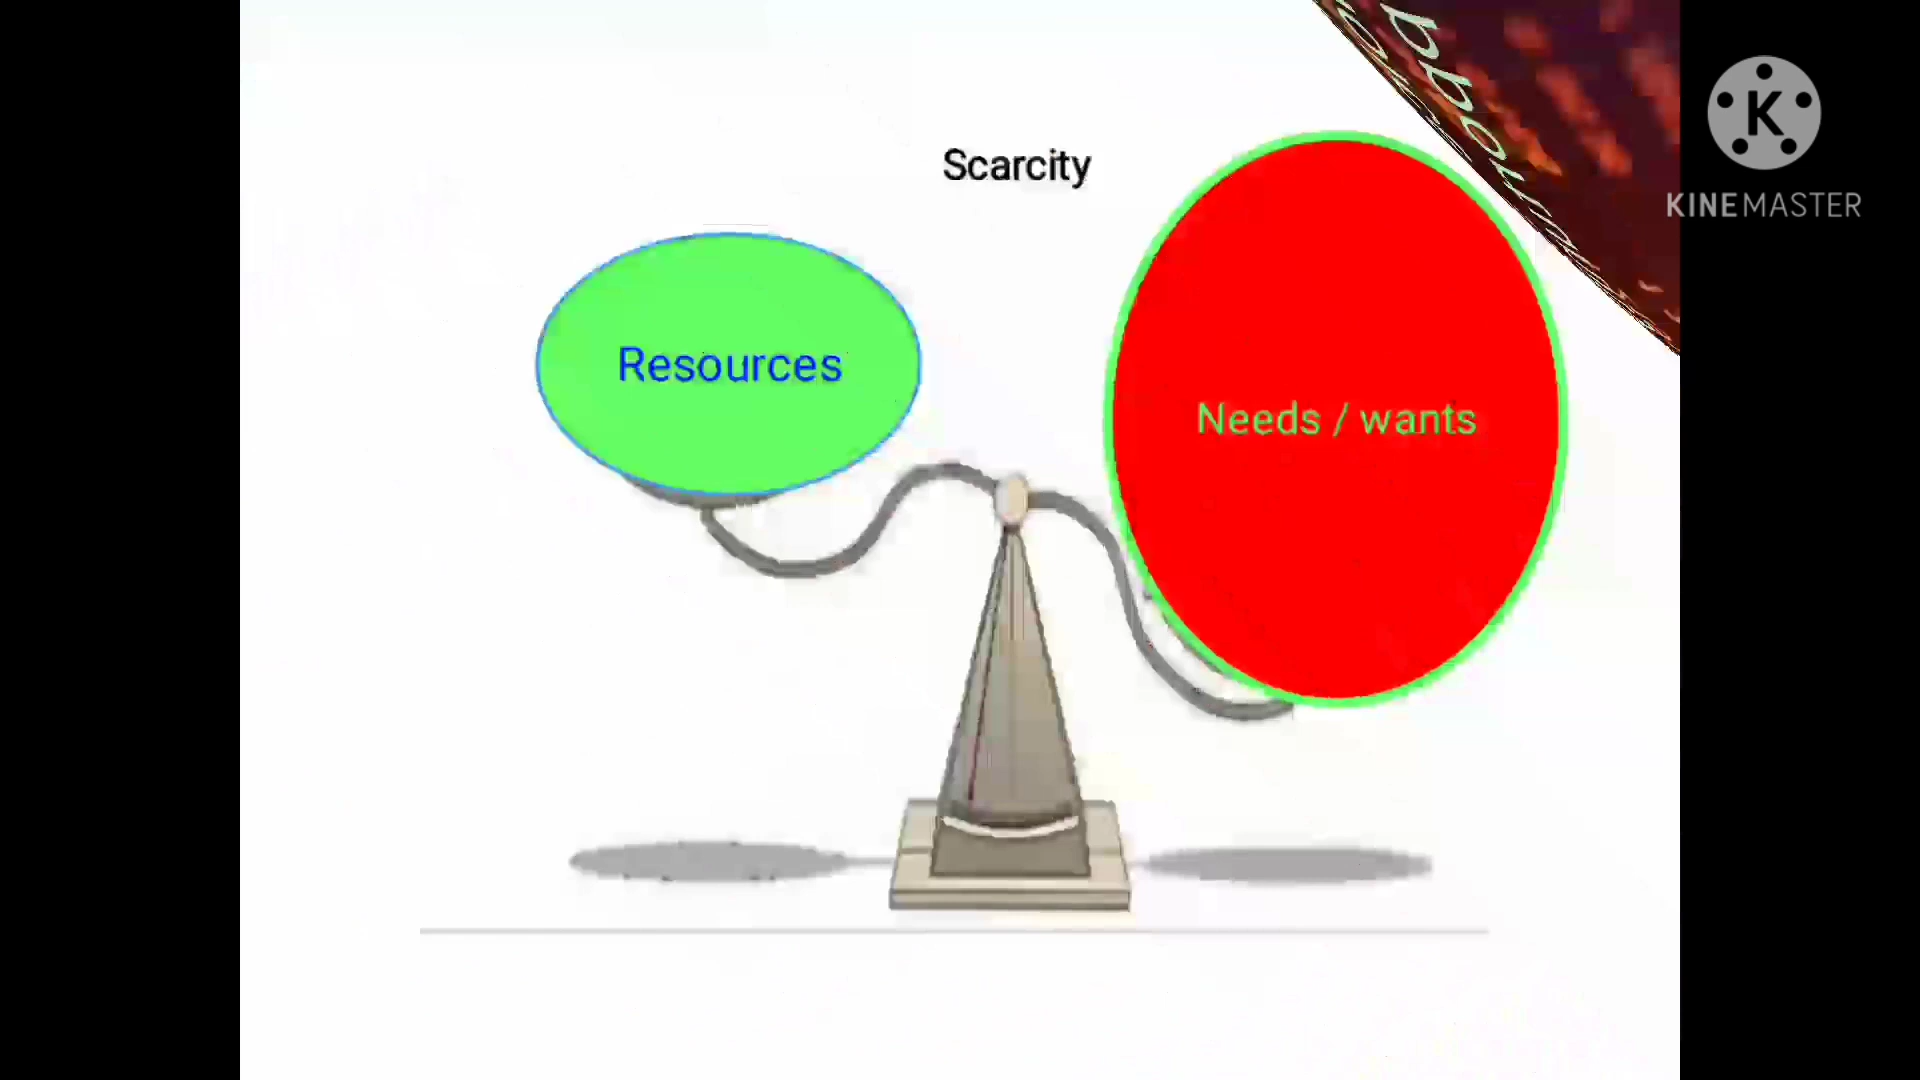 Scarcity
Resources
Needs / wants
K
KINEMASTER